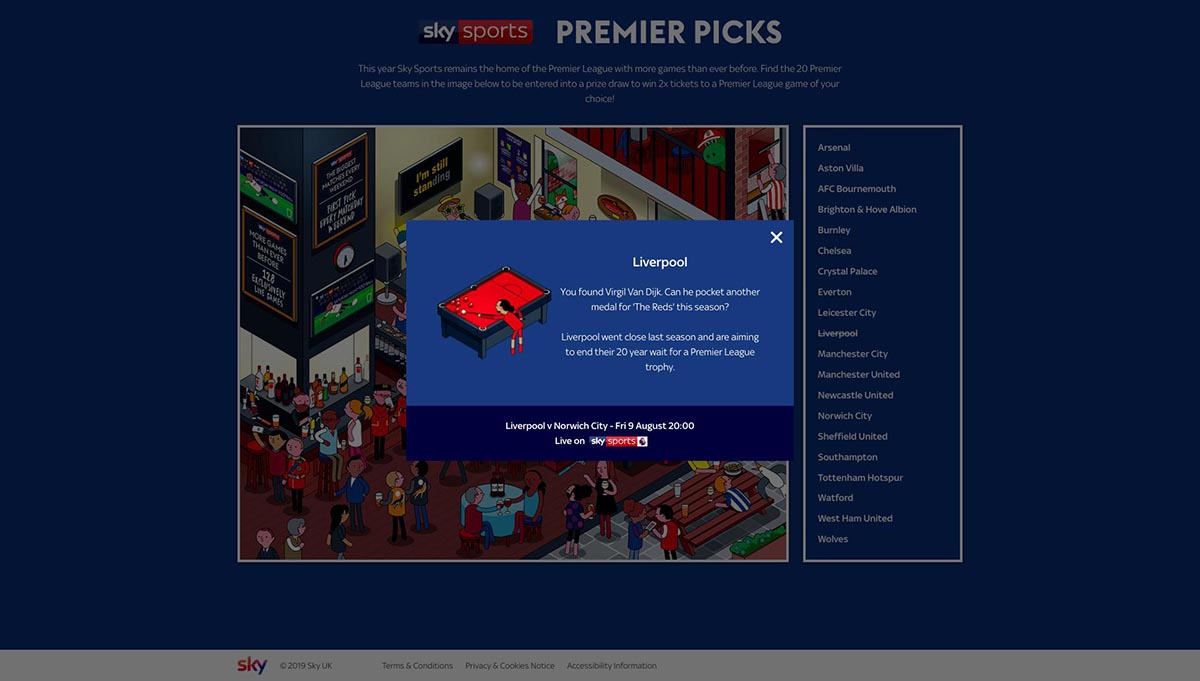 sky sports PREMIER PICKS
This year Sky Sports remains the home of the Premier League with more games than ever before. Find the 20 Premier
League teams in the image below to be entered into a prize draw to win 2x tickets to a Premier League game of your
choice!
sky sports
THE BIGGEST
MATCHES EVERY
WEEKEND
FIRST PICK
EVERY MATCHDAY
WEEKEND
I'm still
standing
sky sports
MORE GAMES
THAN EVER
BEFORE
128
EXCLUSIVELY
LIVE GAMES
Liverpool
You found Virgil Van Dijk. Can he pocket another
medal for 'The Reds' this season?
Liverpool went close last season and are aiming
to end their 20 year wait for a Premier League
trophy.
Liverpool v Norwich City - Fri 9 August 20:00
Live on sky sports
Arsenal
Aston Villa
AFC Bournemouth
Brighton & Hove Albion
Burnley
Chelsea
Crystal Palace
Everton
Leicester City
Liverpool
Manchester City
Manchester United
Newcastle United
Norwich City
Sheffield United
Southampton
Tottenham Hotspur
Watford
West Ham United
Wolves
sky © 2019 Sky UK Terms & Conditions Privacy & Cookies Notice Accessibility Information